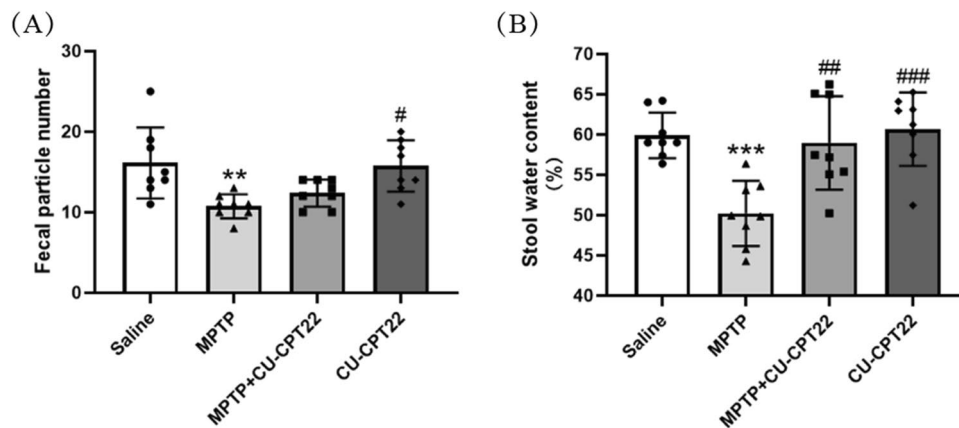 (A)
Fecal particle number
30
20
10
0
**
#
Saline
MPTP
MPTP+CU-CPT22
CU-CPT22
(B)
Stool water content
(%)
70
65
60
55
50
45
40
***
##
###
Saline
MPTP
MPTP+CU-CPT22
CU-CPT22